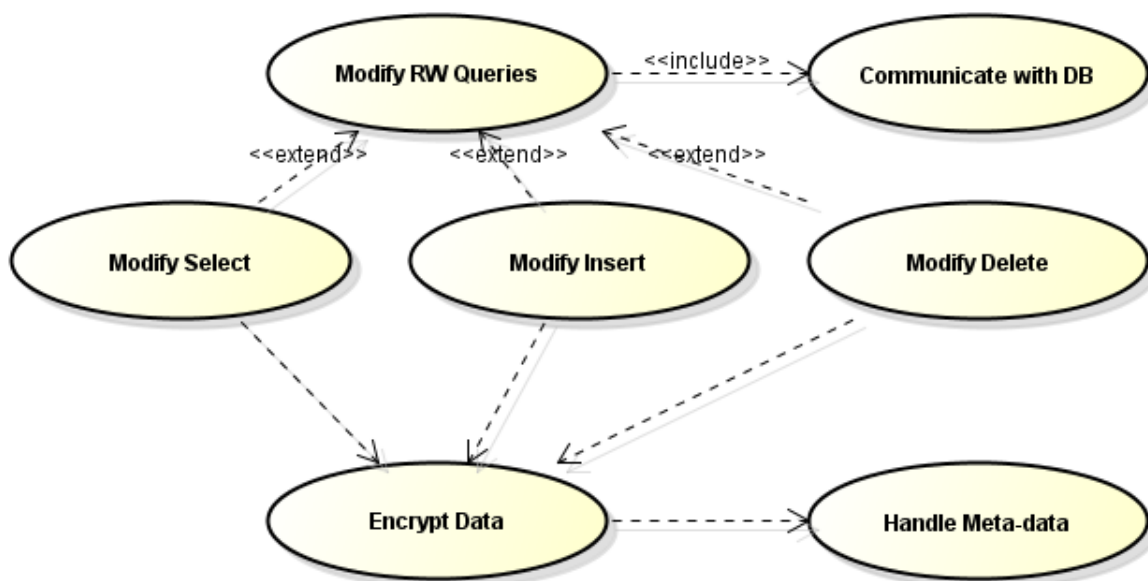 Modify RW Queries
<<include>>
Communicate with DB
<<extend>>
<<extend>>
<<extend>>
Modify Select
Modify Insert
Modify Delete
Encrypt Data
Handle Meta-data